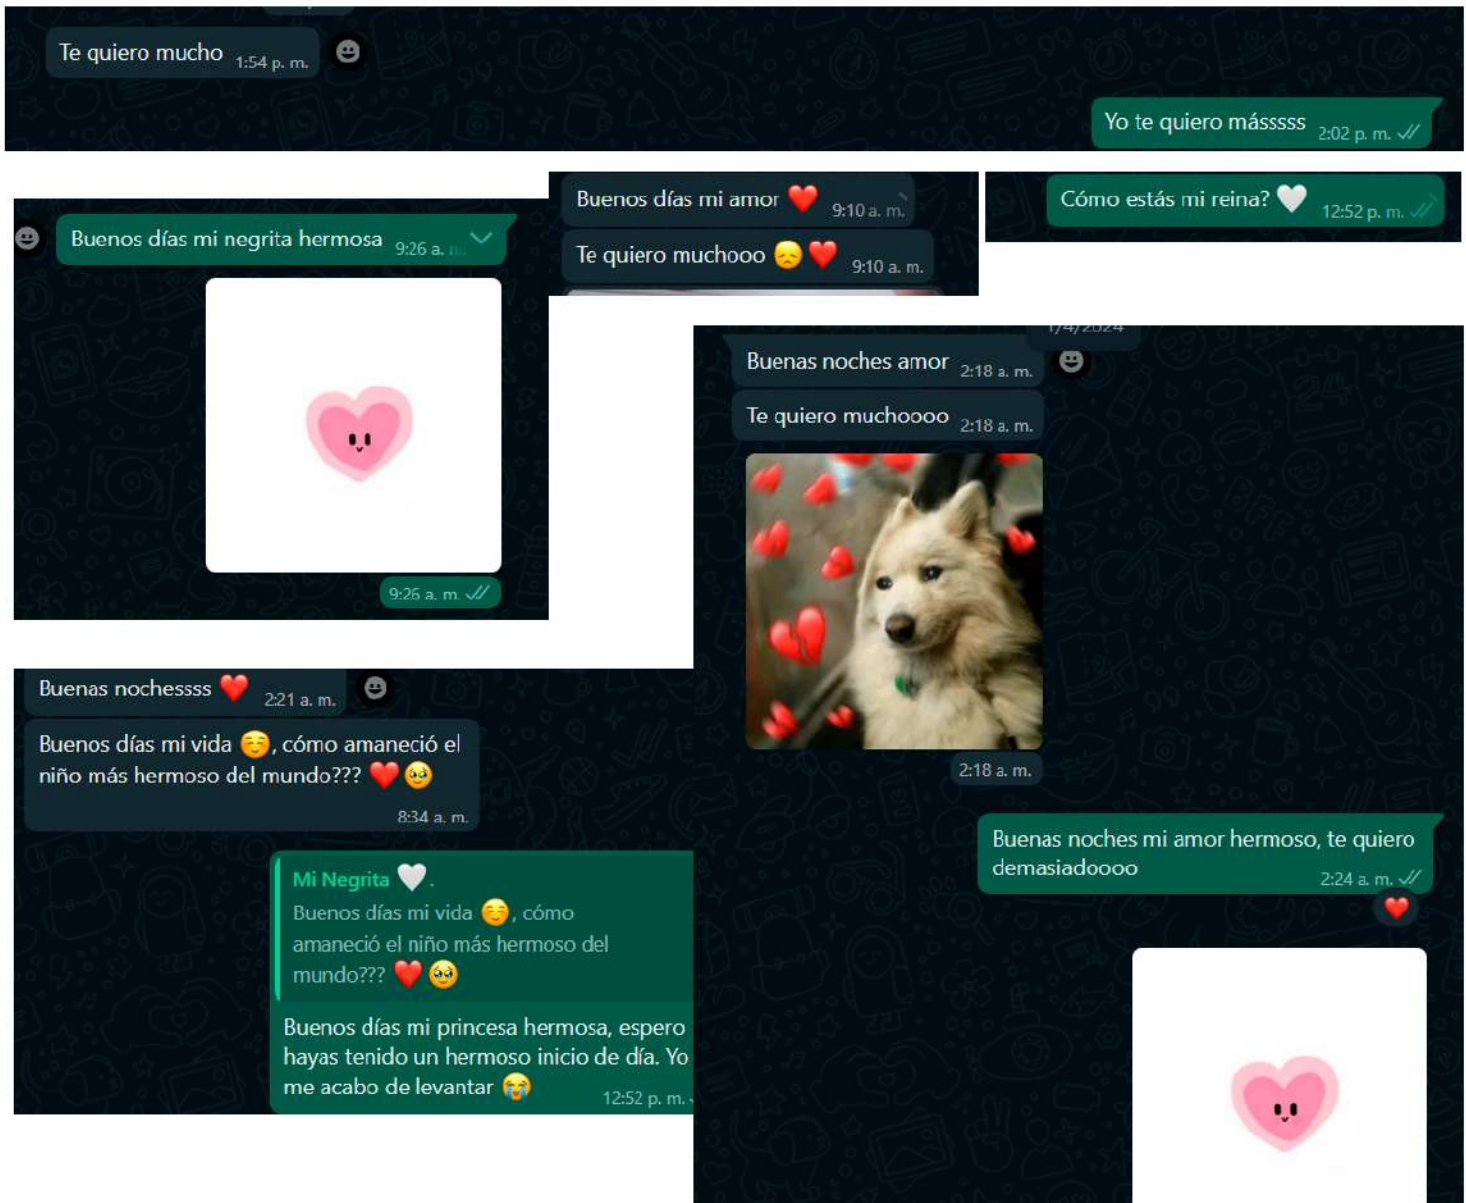 Te quiero mucho 1:54 p. m.
Yo te quiero másssss 2:02 p. m.
Buenos días mi negrita hermosa 9:26 a.
9:26 a. m.
Buenos días mi amor ❤️ 9:10 a. m.
Te quiero muchooo 😞❤️ 9:10 a. m.
Cómo estás mi reina? 🤍 12:52 p. m.
1/4/2024
Buenas noches amor 2:18 a. m.
Te quiero muchoooo 2:18 a. m.
2:18 a. m.
Buenas noches mi amor hermoso, te quiero
demasiadoooo 2:24 a. m.
❤️
Buenas nochessss ❤️ 2:21 a. m.
Buenos días mi vida ☺️, cómo amaneció el
niño más hermoso del mundo??? ❤️🥹
8:34 a. m.
Mi Negrita 🤍.
Buenos días mi vida ☺️, cómo
amaneció el niño más hermoso del
mundo??? ❤️🥹
Buenos días mi princesa hermosa, espero
hayas tenido un hermoso inicio de día. Yo
me acabo de levantar 😭 12:52 p. m.